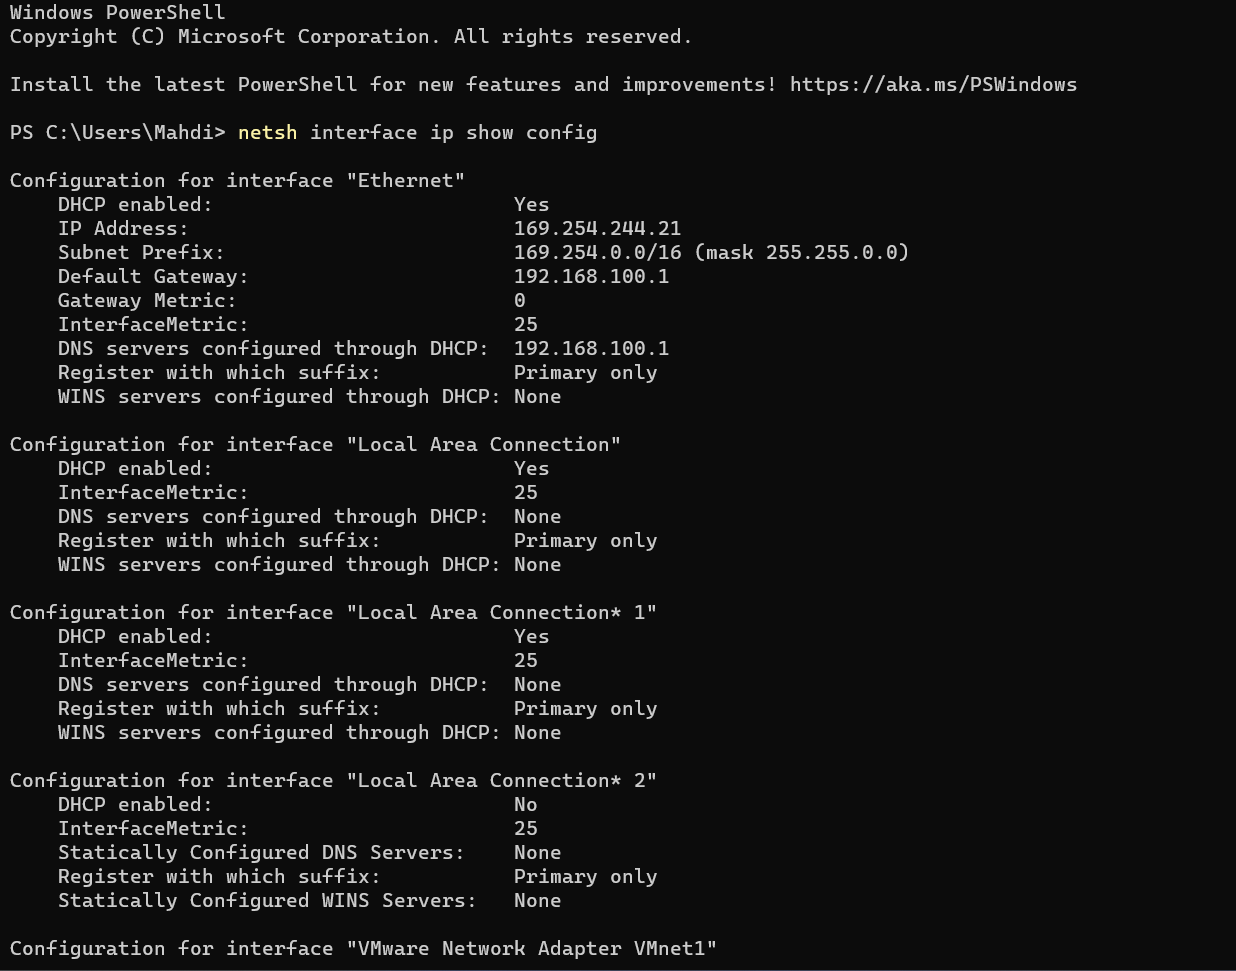 Windows PowerShell
Copyright (C) Microsoft Corporation. All rights reserved.
Install the latest PowerShell for new features and improvements! https://aka.ms/PSWindows
PS C:\Users\Mahdi> netsh interface ip show config
Configuration for interface "Ethernet"
    DHCP enabled:                         Yes
    IP Address:                           169.254.244.21
    Subnet Prefix:                        169.254.0.0/16 (mask 255.255.0.0)
    Default Gateway:                      192.168.100.1
    Gateway Metric:                       0
    InterfaceMetric:                      25
    DNS servers configured through DHCP:  192.168.100.1
    Register with which suffix:           Primary only
    WINS servers configured through DHCP: None
Configuration for interface "Local Area Connection"
    DHCP enabled:                         Yes
    InterfaceMetric:                      25
    DNS servers configured through DHCP:  None
    Register with which suffix:           Primary only
    WINS servers configured through DHCP: None
Configuration for interface "Local Area Connection* 1"
    DHCP enabled:                         Yes
    InterfaceMetric:                      25
    DNS servers configured through DHCP:  None
    Register with which suffix:           Primary only
    WINS servers configured through DHCP: None
Configuration for interface "Local Area Connection* 2"
    DHCP enabled:                         No
    InterfaceMetric:                      25
    Statically Configured DNS Servers:    None
    Register with which suffix:           Primary only
    Statically Configured WINS Servers:   None
Configuration for interface "VMware Network Adapter VMnet1"